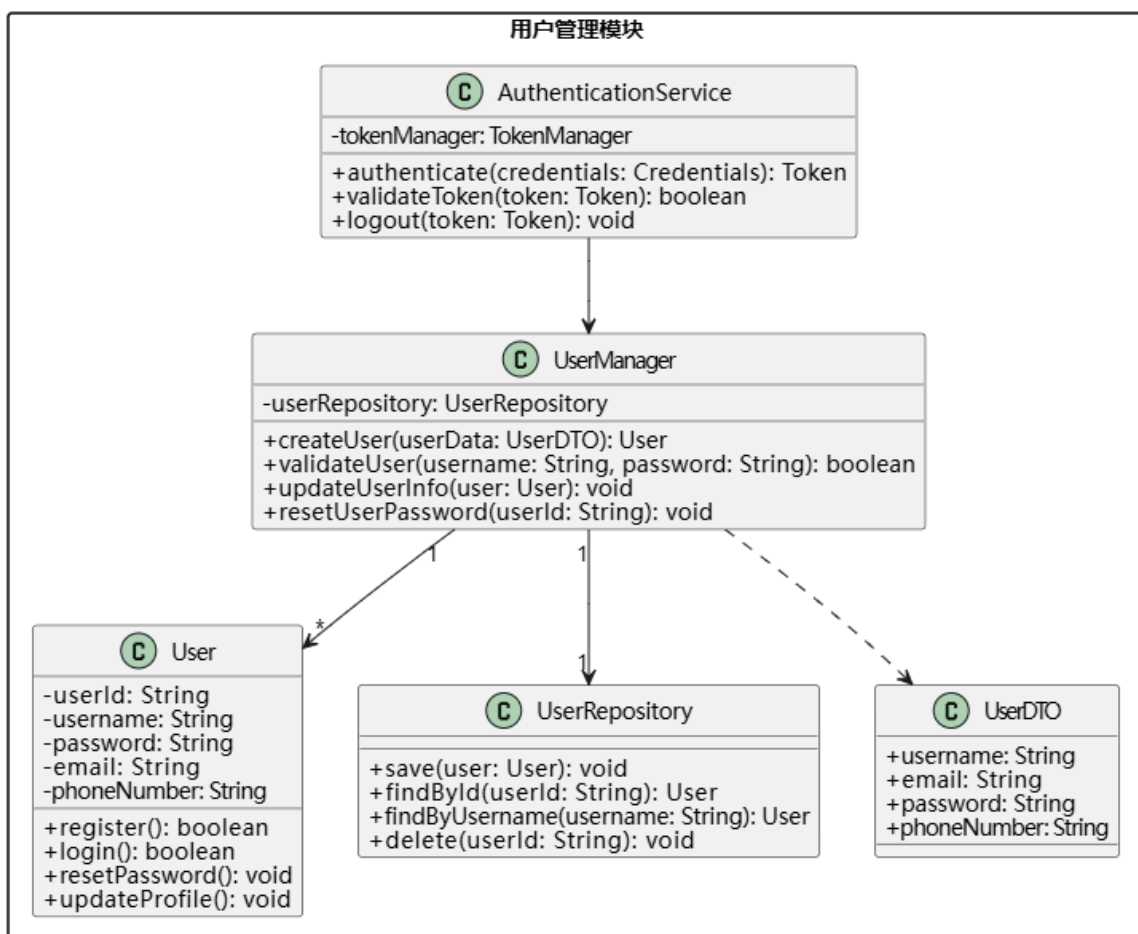 用户管理模块
C AuthenticationService
-tokenManager: TokenManager
+authenticate(credentials: Credentials): Token
+validateToken(token: Token): boolean
+logout(token: Token): void
C UserManager
-userRepository: UserRepository
+createUser(userData: UserDTO): User
+validateUser(username: String, password: String): boolean
+updateUserInfo(user: User): void
+resetUserPassword(userId: String): void
1
1
*
1
C User
-userId: String
-username: String
-password: String
-email: String
-phoneNumber: String
+register(): boolean
+login(): boolean
+resetPassword(): void
+updateProfile(): void
C UserRepository
+save(user: User): void
+findById(userId: String): User
+findByUsername(username: String): User
+delete(userId: String): void
C UserDTO
+username: String
+email: String
+password: String
+phoneNumber: String